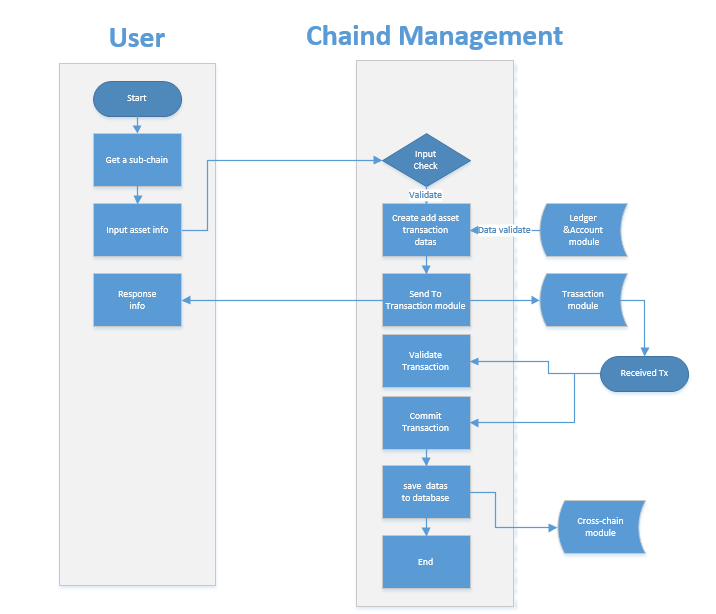 User
Chaind Management
Start
Get a sub-chain
Input asset info
Response
info
Input
Check
Validate
Create add asset
transaction
datas
Data validate
Ledger
&Account
module
Send To
Transaction module
Trasaction
module
Validate
Transaction
Received Tx
Commit
Transaction
save datas
to database
Cross-chain
module
End